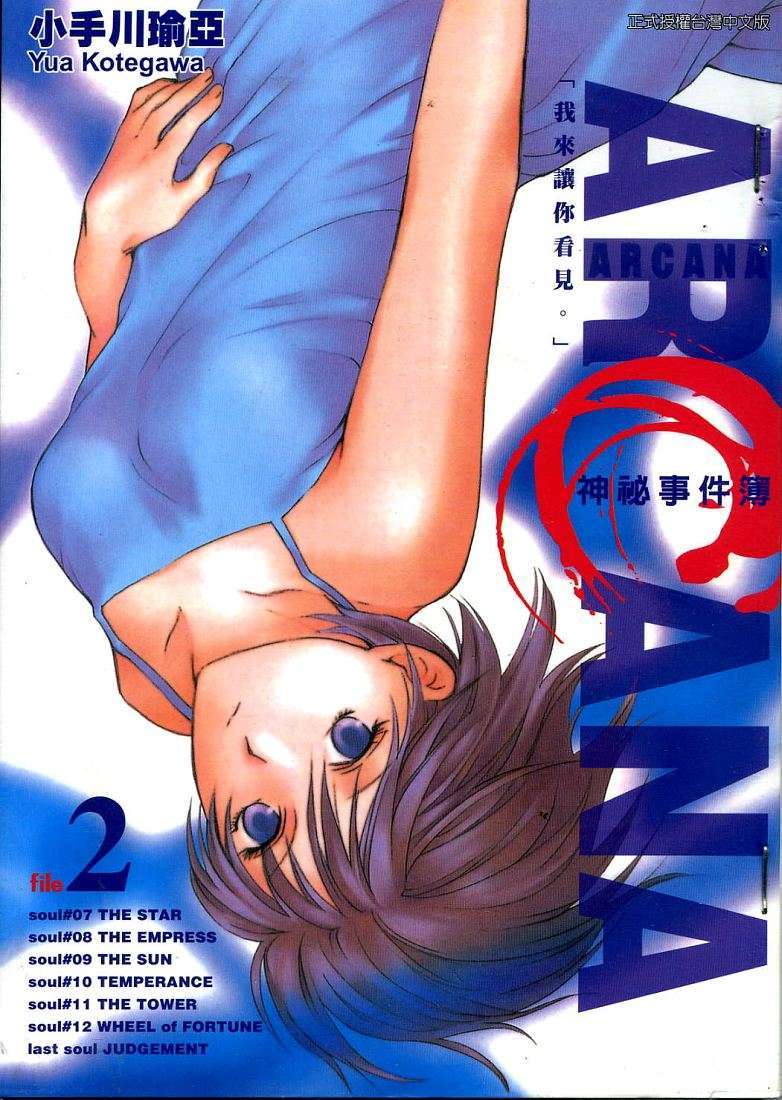 小手川瑜亞
Yua Kotegawa
正式授權台灣中文版
「我來讓你看見。」
ARCANA
ARCANA
神祕事件簿
file 2
soul#07 THE STAR
soul#08 THE EMPRESS
soul#09 THE SUN
soul#10 TEMPERANCE
soul#11 THE TOWER
soul#12 WHEEL of FORTUNE
last soul JUDGEMENT